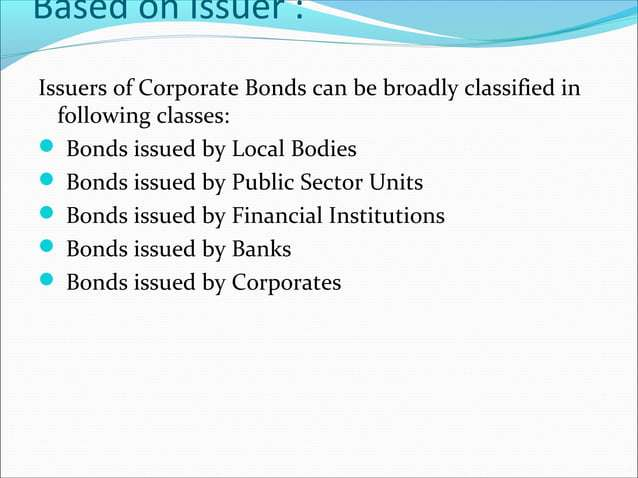 Based on Issuer :
Issuers of Corporate Bonds can be broadly classified in
following classes:
Bonds issued by Local Bodies
Bonds issued by Public Sector Units
Bonds issued by Financial Institutions
Bonds issued by Banks
Bonds issued by Corporates